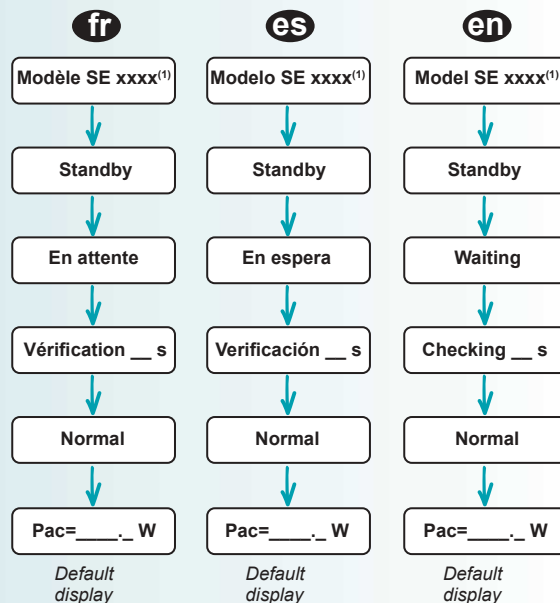 fr
Modèle SE xxxx(1)
Standby
En attente
Vérification __ s
Normal
Pac=____._ W
Default
display
es
Modelo SE xxxx(1)
Standby
En espera
Verificación __ s
Normal
Pac=____._ W
Default
display
en
Model SE xxxx(1)
Standby
Waiting
Checking __ s
Normal
Pac=____._ W
Default
display